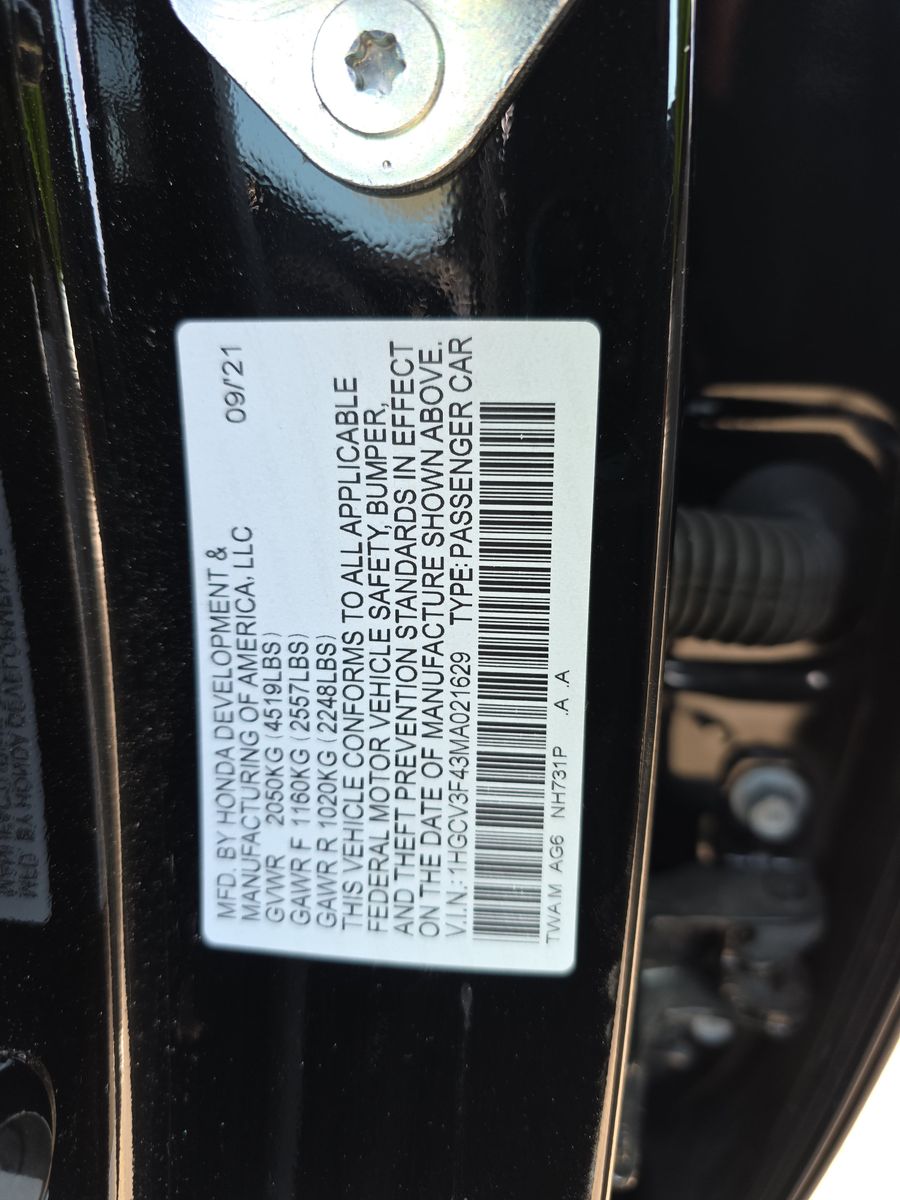 MFD. BY HONDA DEVELOPMENT &
MANUFACTURING OF AMERICA, LLC 09/'21
GVWR 2050KG (4519LBS)
GAWR F 1160KG (2557LBS)
GAWR R 1020KG (2248LBS)
THIS VEHICLE CONFORMS TO ALL APPLICABLE
FEDERAL MOTOR VEHICLE SAFETY, BUMPER,
AND THEFT PREVENTION STANDARDS IN EFFECT
ON THE DATE OF MANUFACTURE SHOWN ABOVE.
V.I.N.: 1HGCV3F43MA021629 TYPE: PASSENGER CAR
TWA M AG6 NH731P .A .A